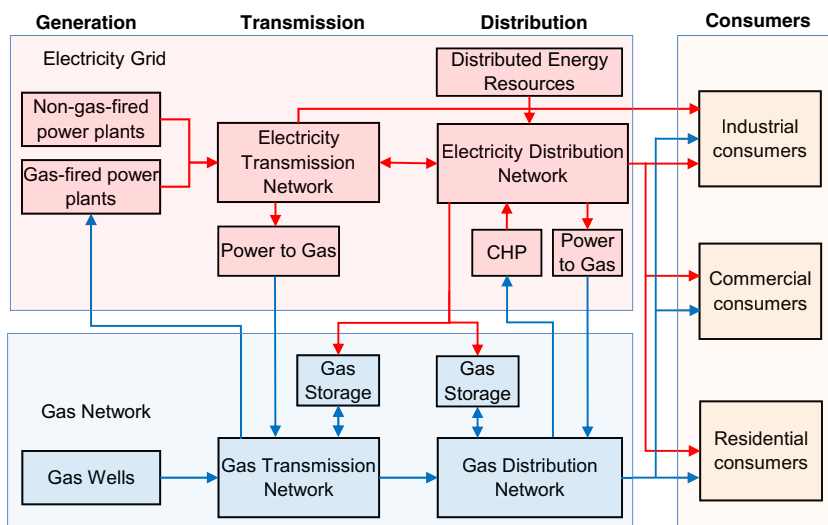 Generation
Transmission
Distribution
Consumers
Electricity Grid
Distributed Energy
Resources
Non-gas-fired
power plants
Electricity
Transmission
Network
Electricity Distribution
Network
Industrial
consumers
Gas-fired power
plants
Power to Gas
CHP
Power
to Gas
Commercial
consumers
Gas
Storage
Gas
Storage
Gas Network
Gas Wells
Gas Transmission
Network
Gas Distribution
Network
Residential
consumers